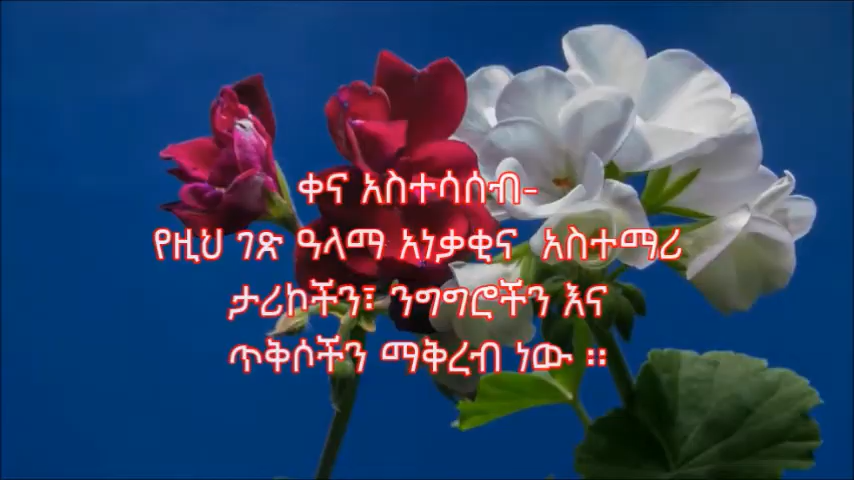 ቀና አስተሳሰብ-
የዚህ ገጽ ዓላማ አነቃቂና አስተማሪ
ታሪኮችን፣ ንግግሮችን እና
ጥቅሶችን ማቅረብ ነው ፡፡